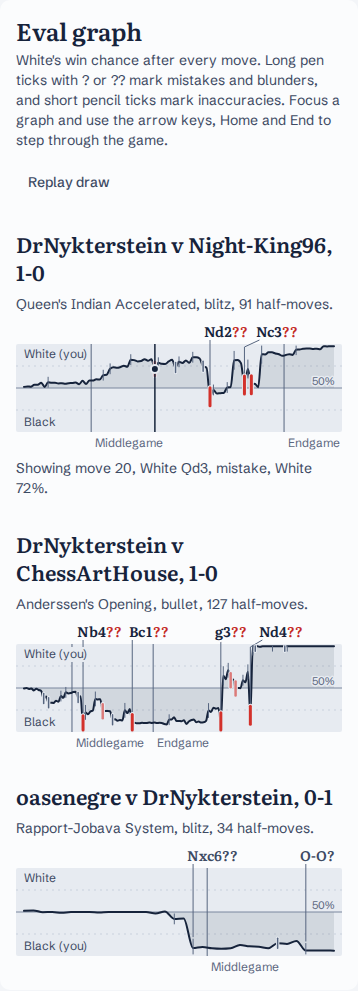 Eval graph
White's win chance after every move. Long pen
ticks with ? or ?? mark mistakes and blunders,
and short pencil ticks mark inaccuracies. Focus a
graph and use the arrow keys, Home and End to
step through the game.
Replay draw
DrNykterstein v Night-King96,
1-0
Queen's Indian Accelerated, blitz, 91 half-moves.
Nd2?? Nc3??
White (you)
50%
Black
Middlegame Endgame
Showing move 20, White Qd3, mistake, White
72%.
DrNykterstein v
ChessArtHouse, 1-0
Anderssen's Opening, bullet, 127 half-moves.
Nb4?? Bc1?? g3?? Nd4??
White (you)
50%
Black
Middlegame Endgame
oasenegre v DrNykterstein, 0-1
Rapport-Jobava System, blitz, 34 half-moves.
Nxc6?? O-O?
White
50%
Black (you)
Middlegame